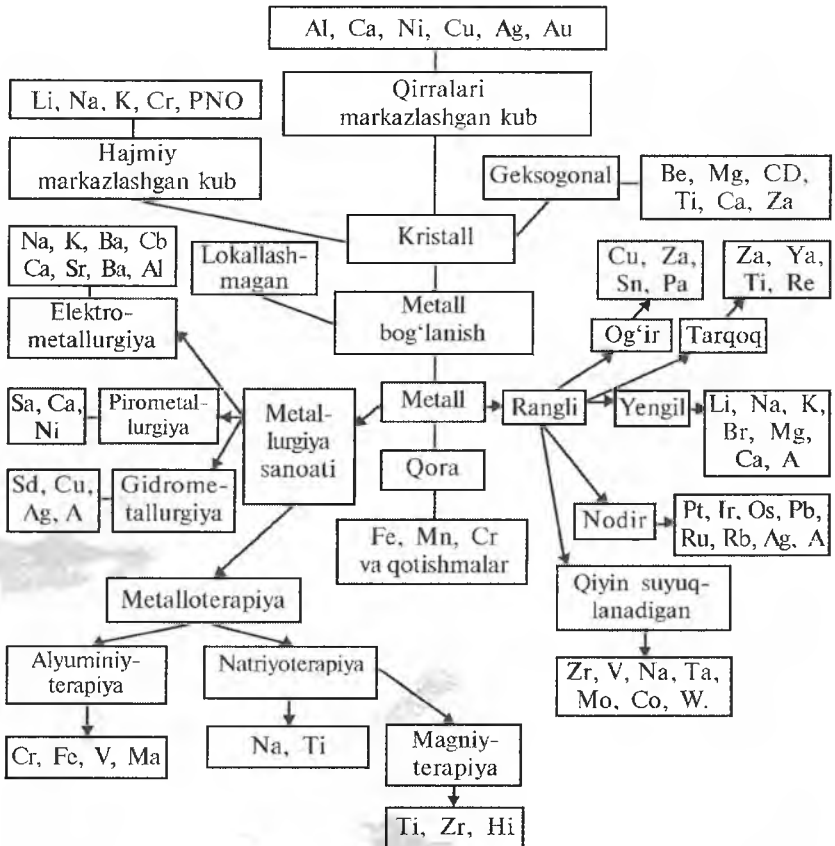 Al, Ca, Ni, Cu, Ag, Au
Qirralari
markazlashgan kub
Li, Na, K, Cr, PNO
Hajmiy
markazlashgan kub
Geksogonal
Be, Mg, CD,
Ti, Ca, Za
Kristall
Na, K, Ba, Cb
Ca, Sr, Ba, Al
Lokallash-
magan
Cu, Za,
Sn, Pa
Za, Ya,
Ti, Re
Metall
bog‘lanish
Elektro-
metallurgiya
Og‘ir
Tarqoq
Sa, Ca,
Ni
Pirometal-
lurgiya
Metal-
lurgiya
sanoati
Metall
Rangli
Yengil
Li, Na, K,
Br, Mg,
Ca, A
Qora
Sd, Cu,
Ag, A
Gidrome-
tallurgiya
Fe, Mn, Cr
va qotishmalar
Nodir
Pt, Ir, Os, Pb,
Ru, Rb, Ag, A
Metalloterapiya
Qiyin suyuq-
lanadigan
Alyuminiy-
terapiya
Natriyoterapiya
Zr, V, Na, Ta,
Mo, Co, W.
Cr, Fe, V, Ma
Na, Ti
Magniy-
terapiya
Ti, Zr, Hi